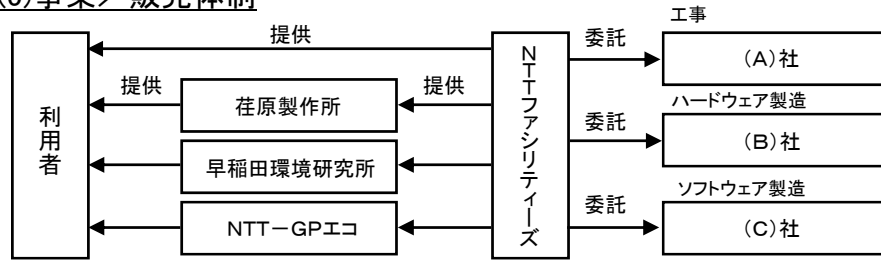 (6)事業/販売体制
工事
提供
委託
(A)社
提供
荏原製作所
提供
ハードウェア製造
利用者
NTTファシリティーズ
委託
(B)社
早稲田環境研究所
ソフトウェア製造
委託
NTT-GPエコ
(C)社